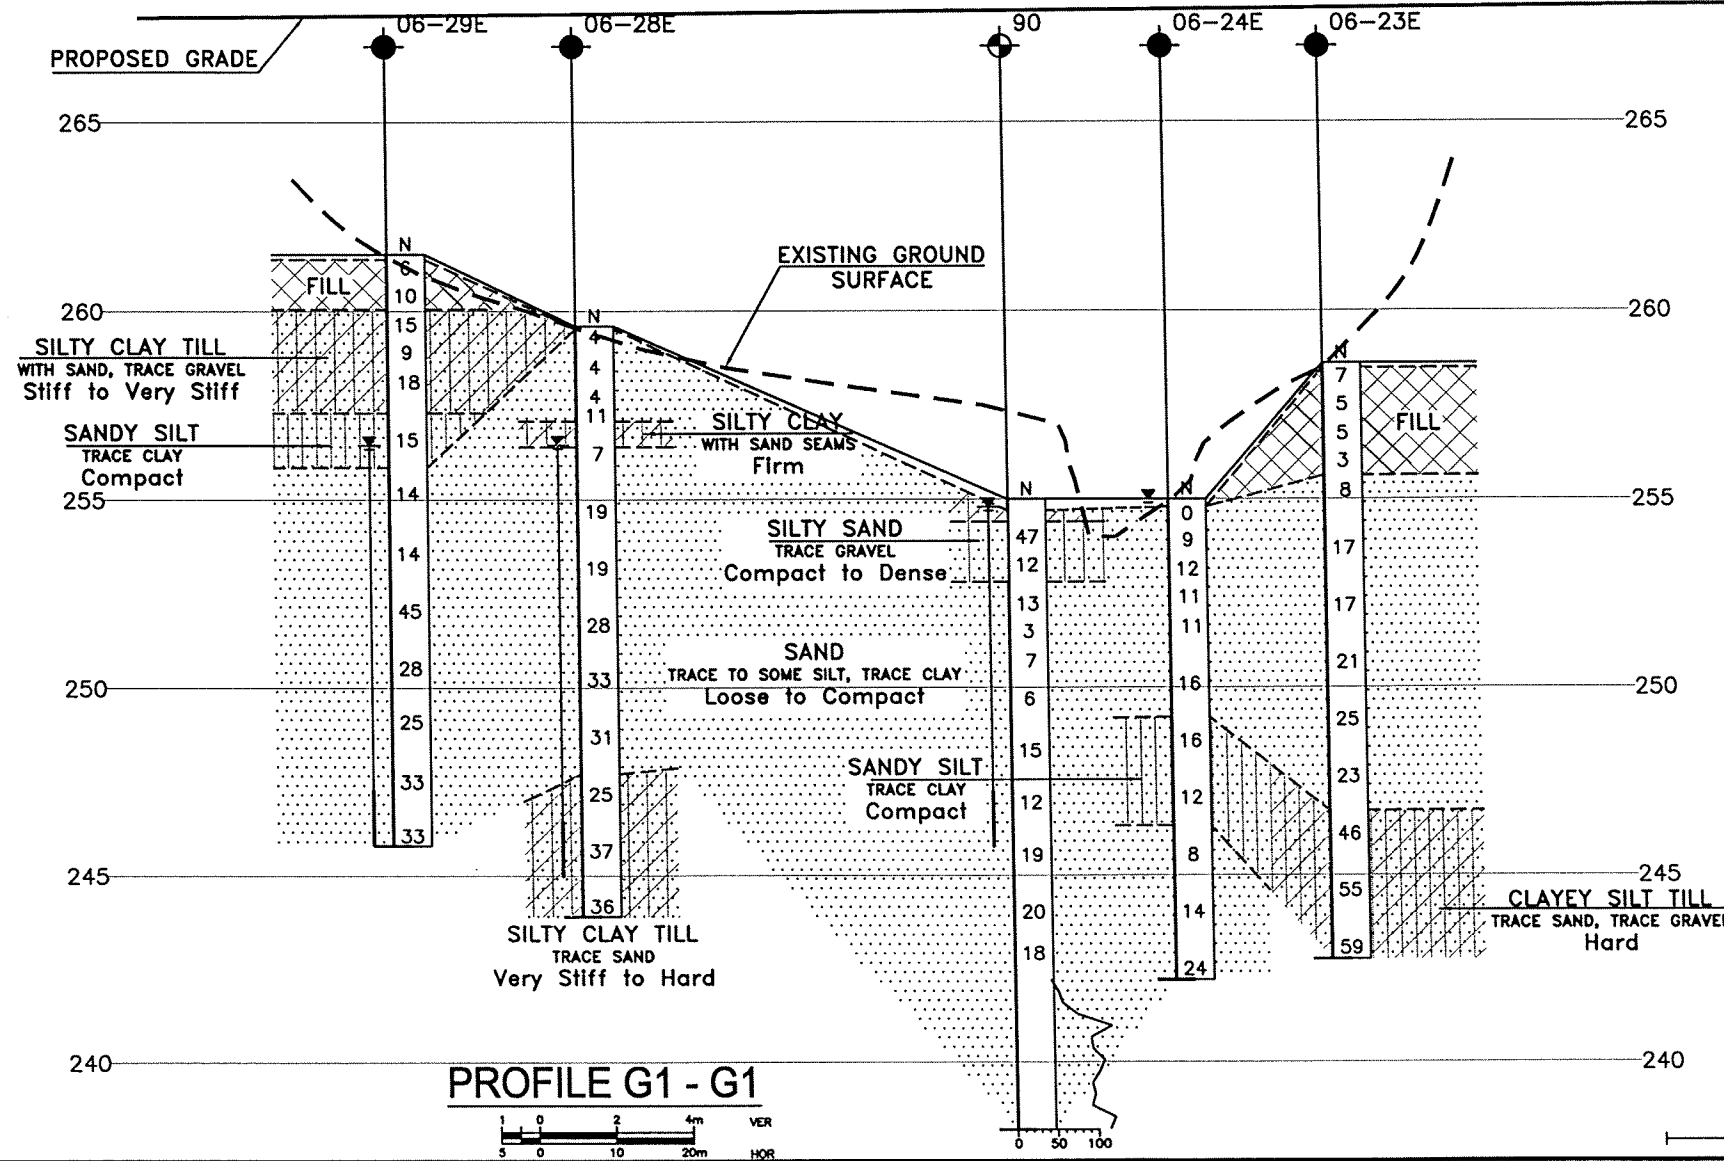 06-29E
06-28E
90
06-24E
06-23E
PROPOSED GRADE
265
265
EXISTING GROUND
SURFACE
260
260
FILL
FILL
SILTY CLAY TILL
WITH SAND, TRACE GRAVEL
Stiff to Very Stiff
SANDY SILT
TRACE CLAY
Compact
SILTY CLAY
WITH SAND SEAMS
Firm
255
255
SILTY SAND
TRACE GRAVEL
Compact to Dense
SAND
TRACE TO SOME SILT, TRACE CLAY
Loose to Compact
250
250
SANDY SILT
TRACE CLAY
Compact
245
245
SILTY CLAY TILL
TRACE SAND
Very Stiff to Hard
CLAYEY SILT TILL
TRACE SAND, TRACE GRAVEL
Hard
240
240
N
6
10
15
9
18
15
14
14
45
28
25
33
33
N
4
4
4
11
7
19
19
28
33
31
25
37
36
N
47
12
13
3
7
6
15
12
19
20
18
0 50 100
N
0
9
12
11
11
16
16
12
8
14
24
N
7
5
5
3
8
17
17
21
25
23
46
55
59
PROFILE G1 - G1
1 0 2 4m VER
5 0 10 20m HOR